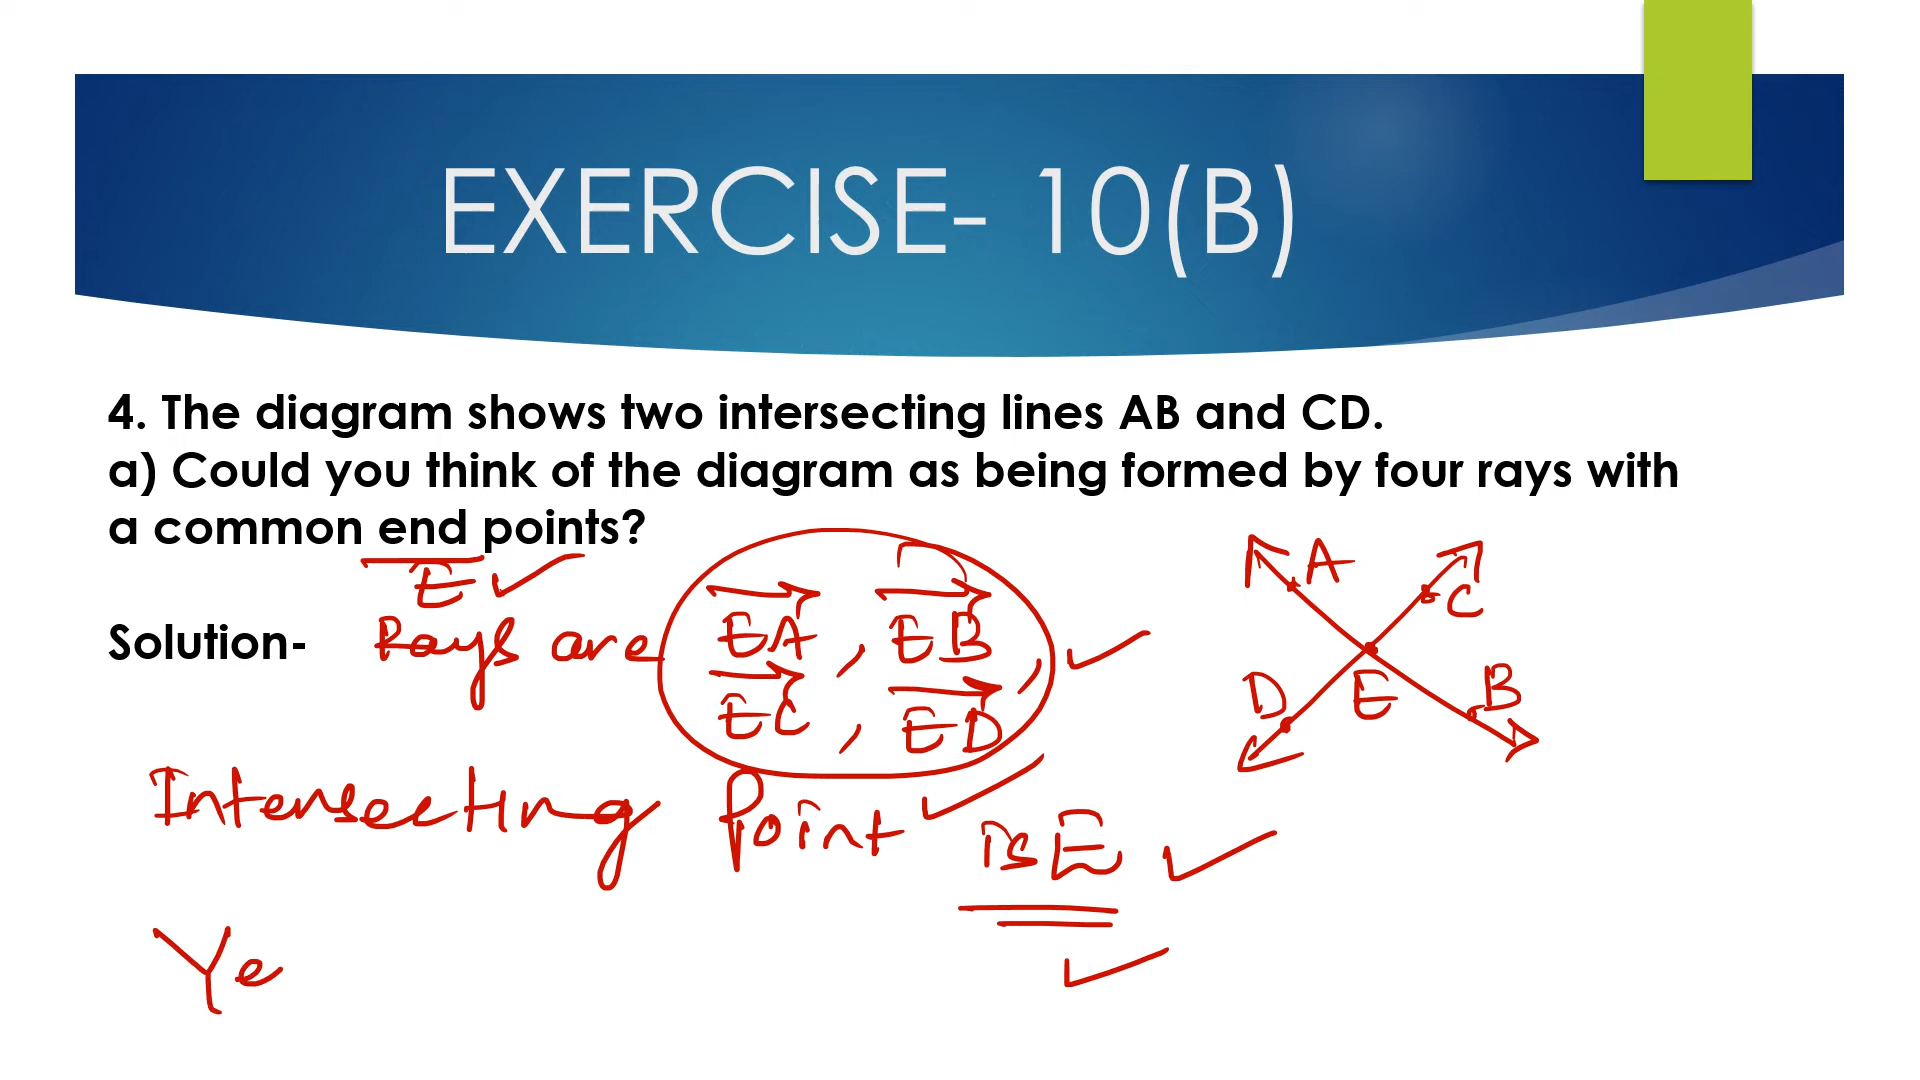 EXERCISE- 10(B)
4. The diagram shows two intersecting lines AB and CD.
a) Could you think of the diagram as being formed by four rays with
a common end points?
E
Solution- Rays are EA, EB,
EC, ED
A
C
D
E
B
Intersecting Point is E
Ye